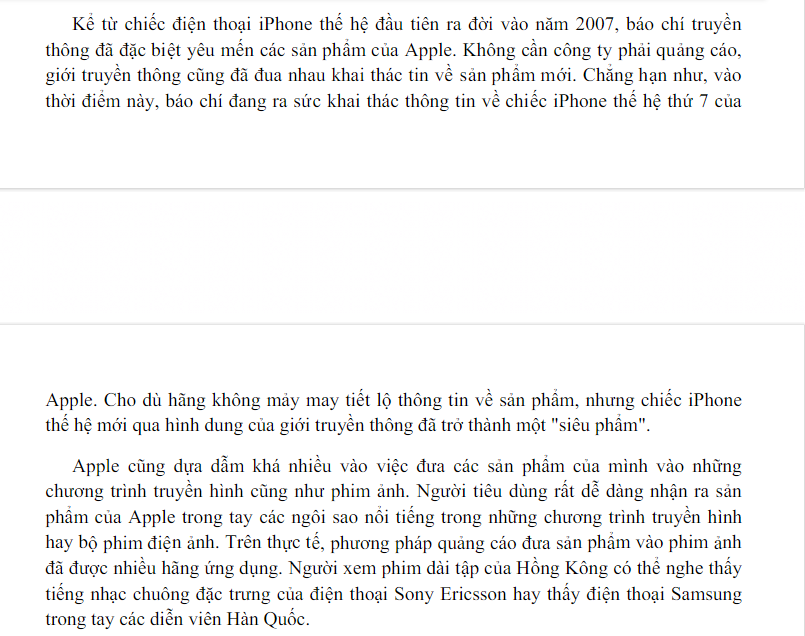 Kể từ chiếc điện thoại iPhone thế hệ đầu tiên ra đời vào năm 2007, báo chí truyền
thông đã đặc biệt yêu mến các sản phẩm của Apple. Không cần công ty phải quảng cáo,
giới truyền thông cũng đã đua nhau khai thác tin về sản phẩm mới. Chẳng hạn như, vào
thời điểm này, báo chí đang ra sức khai thác thông tin về chiếc iPhone thế hệ thứ 7 của
Apple. Cho dù hãng không mảy may tiết lộ thông tin về sản phẩm, nhưng chiếc iPhone
thế hệ mới qua hình dung của giới truyền thông đã trở thành một "siêu phẩm".
Apple cũng dựa dẫm khá nhiều vào việc đưa các sản phẩm của mình vào những
chương trình truyền hình cũng như phim ảnh. Người tiêu dùng rất dễ dàng nhận ra sản
phẩm của Apple trong tay các ngôi sao nổi tiếng trong những chương trình truyền hình
hay bộ phim điện ảnh. Trên thực tế, phương pháp quảng cáo đưa sản phẩm vào phim ảnh
đã được nhiều hãng ứng dụng. Người xem phim dài tập của Hồng Kông có thể nghe thấy
tiếng nhạc chuông đặc trưng của điện thoại Sony Ericsson hay thấy điện thoại Samsung
trong tay các diễn viên Hàn Quốc.